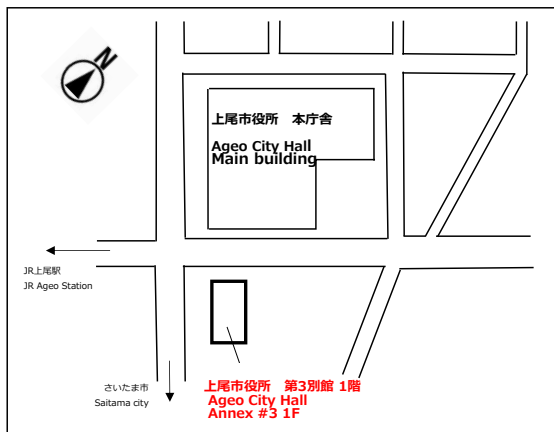 N
上尾市役所　本庁舎
Ageo City Hall
Main building
JR上尾駅
JR Ageo Station
さいたま市
Saitama city
上尾市役所　第3別館 1階
Ageo City Hall
Annex #3 1F